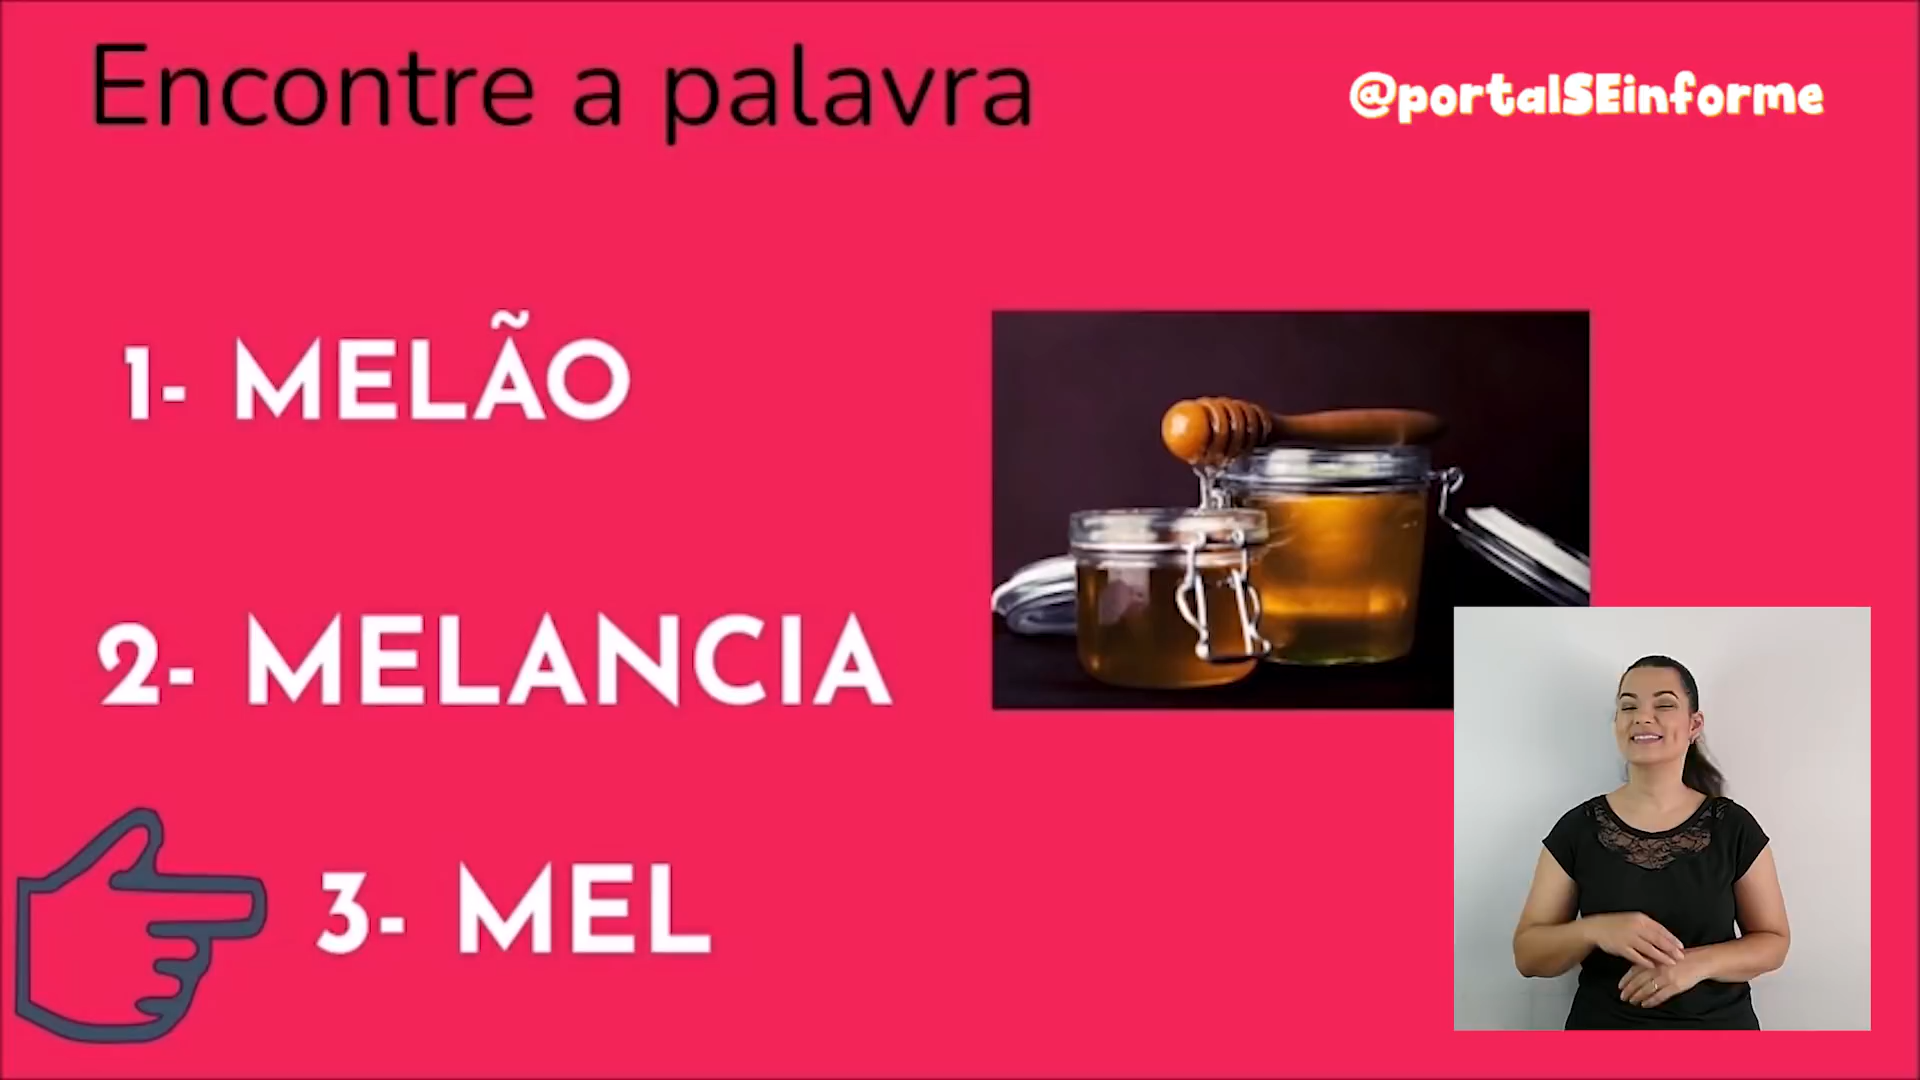 Encontre a palavra
@portalSEinforme
1- MELÃO
2- MELANCIA
3- MEL